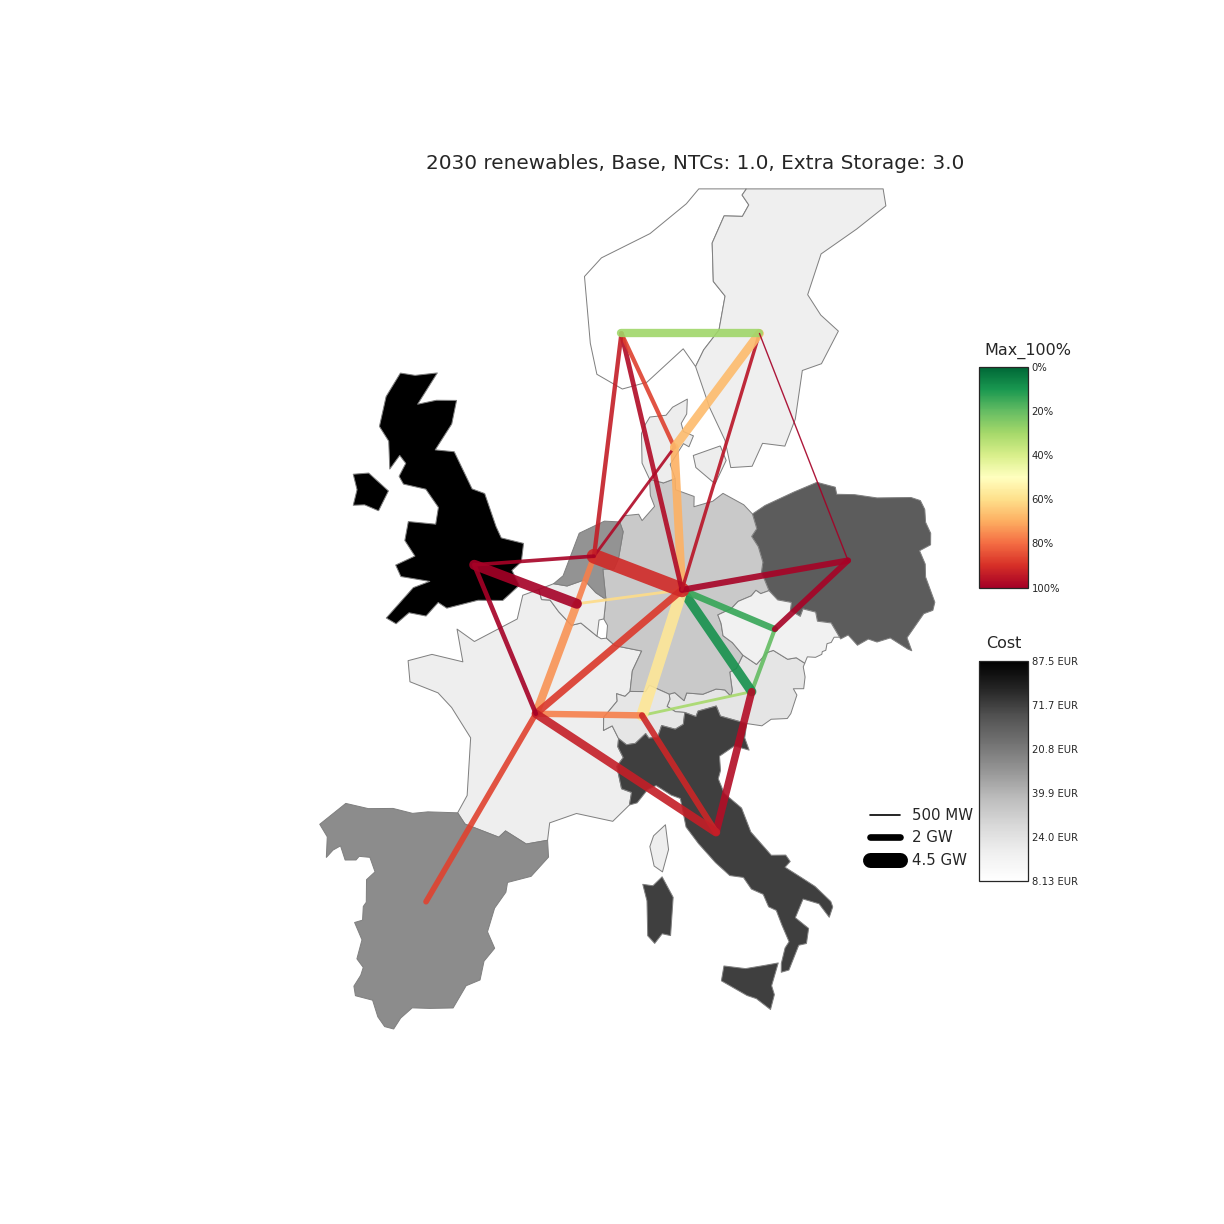 2030 renewables, Base, NTCs: 1.0, Extra Storage: 3.0
Max_100%
0%
20%
40%
60%
80%
100%
Cost
87.5 EUR
71.7 EUR
20.8 EUR
39.9 EUR
24.0 EUR
8.13 EUR
500 MW
2 GW
4.5 GW